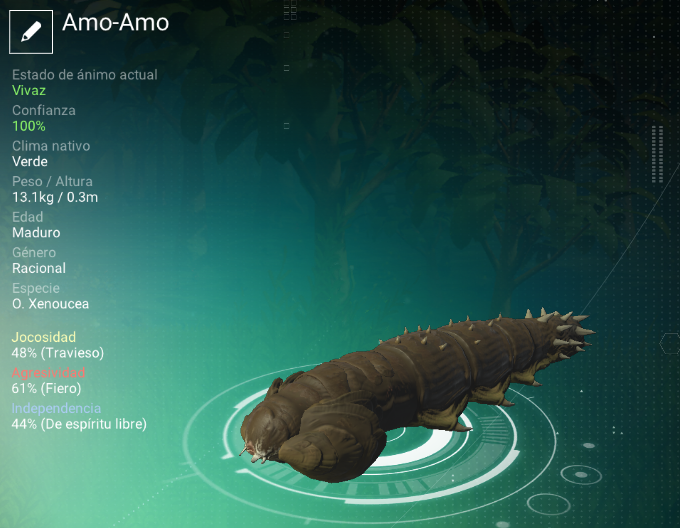 Amo-Amo
Estado de ánimo actual
Vivaz
Confianza
100%
Clima nativo
Verde
Peso / Altura
13.1kg / 0.3m
Edad
Maduro
Género
Racional
Especie
O. Xenoucea
Jocosidad
48% (Travieso)
Agresividad
61% (Fiero)
Independencia
44% (De espíritu libre)